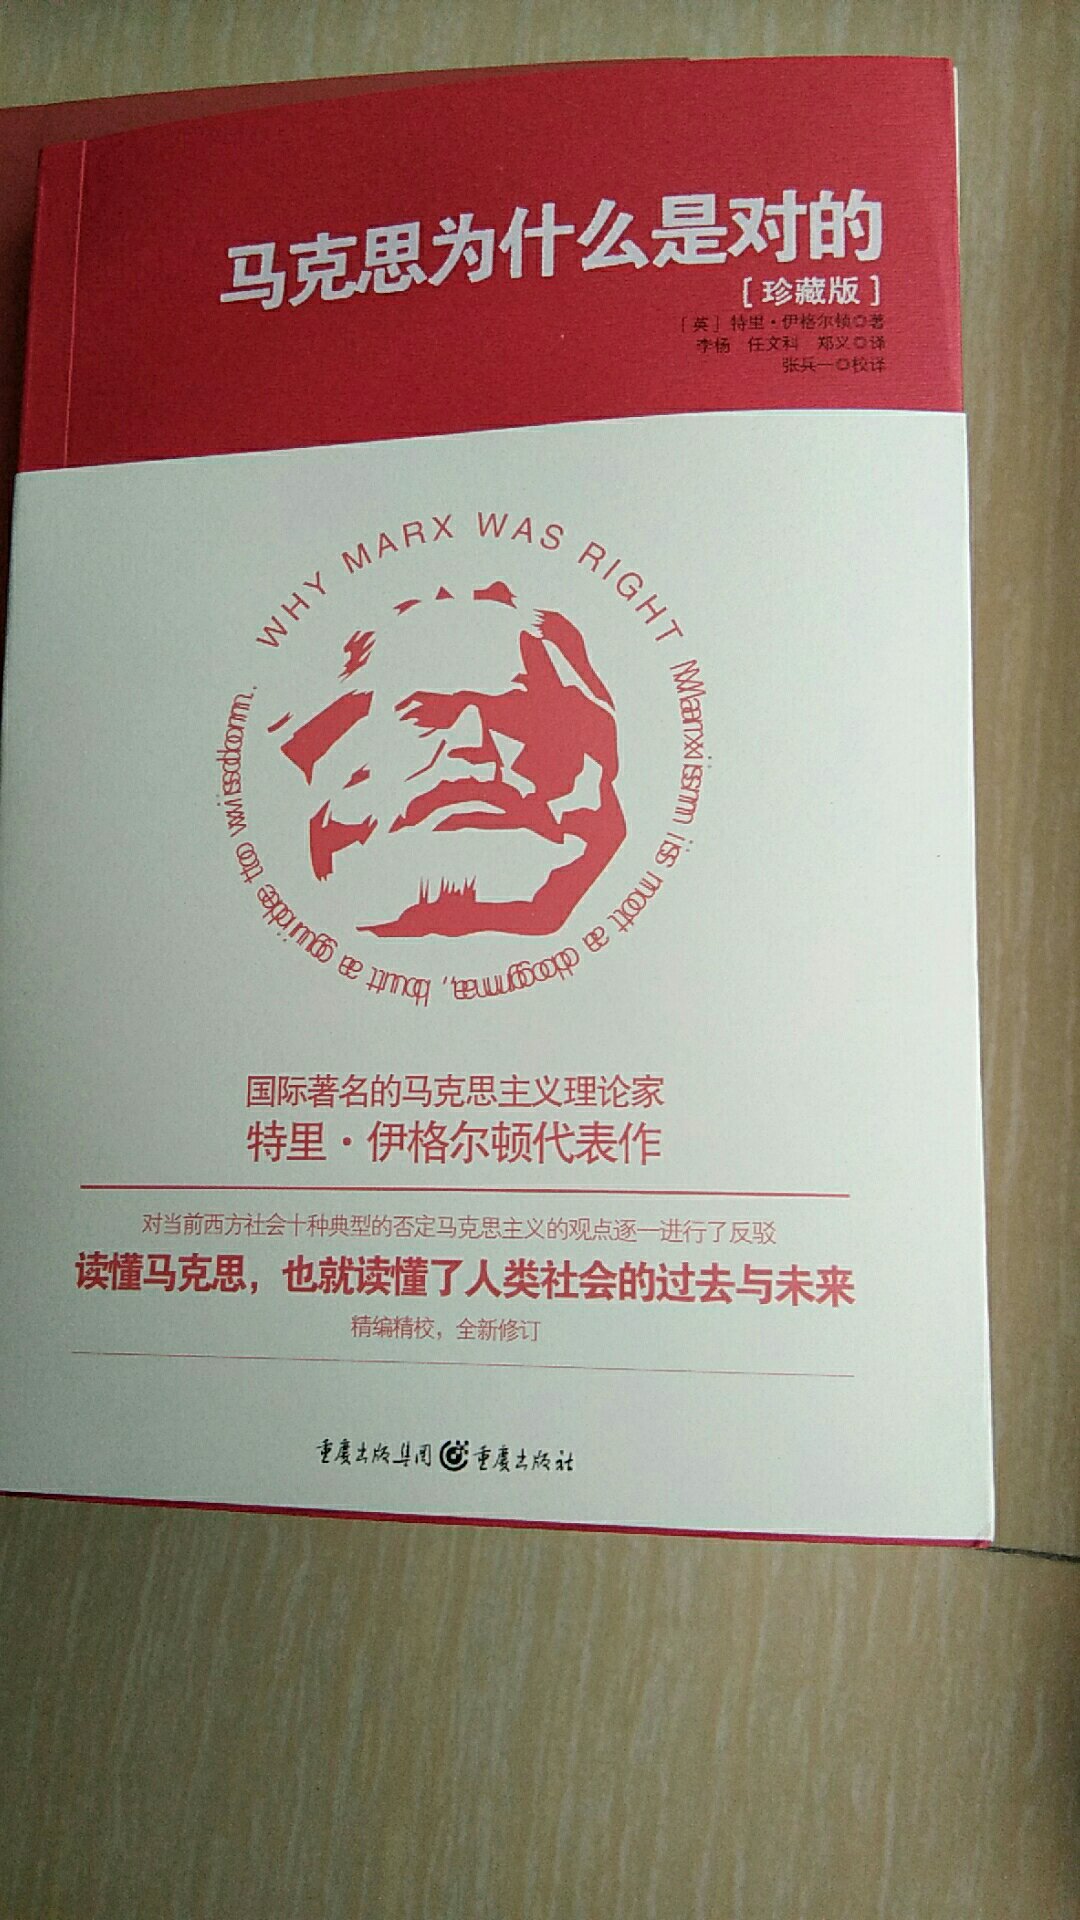 马克思为什么是对的
[珍藏版]
[英] 特里·伊格尔顿◎著
李杨 任文科 郑义◎译
张兵一◎校译
WHY MARX WAS RIGHT
Marxism is not a dogma, but a guide to wisdom.
国际著名的马克思主义理论家
特里·伊格尔顿代表作
对当前西方社会十种典型的否定马克思主义的观点逐一进行了反驳
读懂马克思，也就读懂了人类社会的过去与未来
精编精校，全新修订
重庆出版集团 重庆出版社